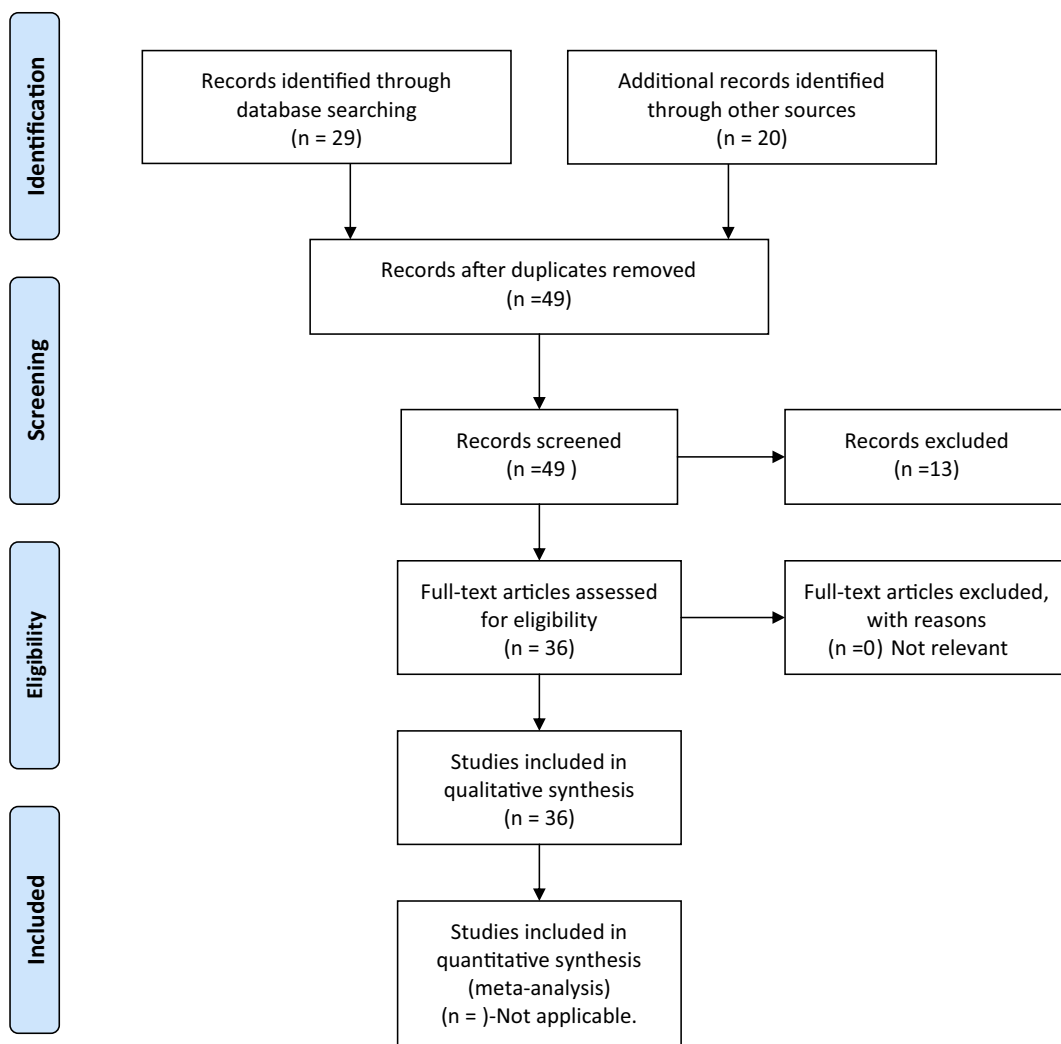 Identification
Records identified through
database searching
(n = 29)
Additional records identified
through other sources
(n = 20)
Records after duplicates removed
(n =49)
Screening
Records screened
(n =49 )
Records excluded
(n =13)
Eligibility
Full-text articles assessed
for eligibility
(n = 36)
Full-text articles excluded,
with reasons
(n =0) Not relevant
Studies included in
qualitative synthesis
(n = 36)
Included
Studies included in
quantitative synthesis
(meta-analysis)
(n = )-Not applicable.